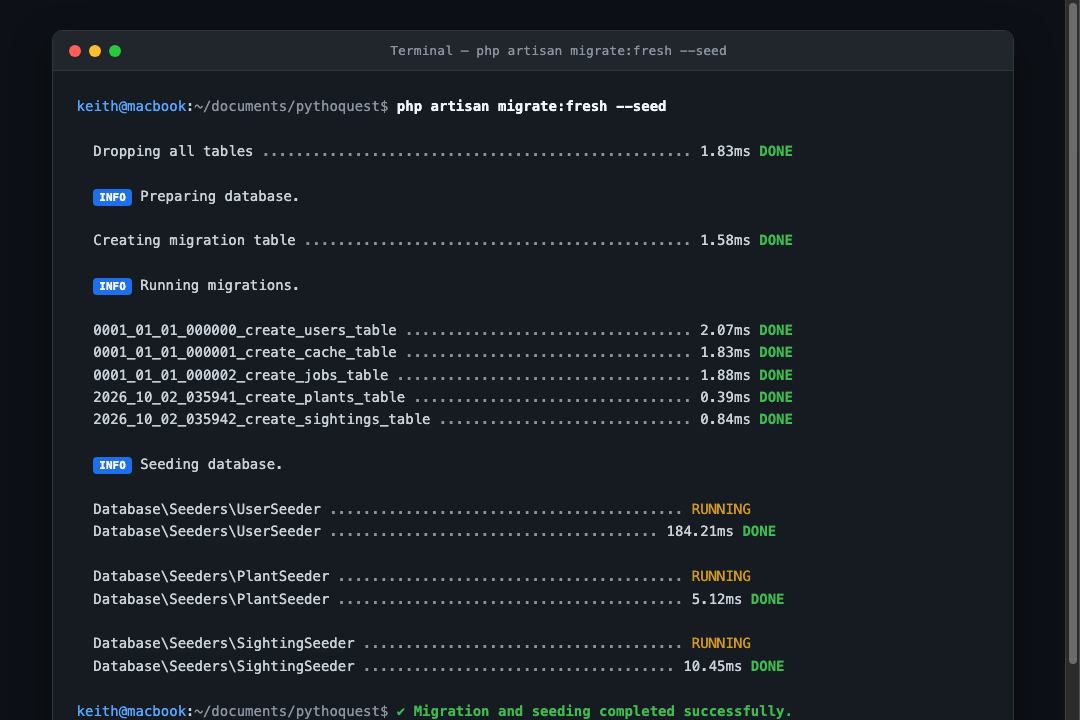 Terminal — php artisan migrate:fresh --seed
keith@macbook:~/documents/pythoquest$ php artisan migrate:fresh --seed
Dropping all tables ................................................... 1.83ms DONE
INFO Preparing database.
Creating migration table .............................................. 1.58ms DONE
INFO Running migrations.
0001_01_01_000000_create_users_table .................................. 2.07ms DONE
0001_01_01_000001_create_cache_table .................................. 1.83ms DONE
0001_01_01_000002_create_jobs_table ................................... 1.88ms DONE
2026_10_02_035941_create_plants_table ................................. 0.39ms DONE
2026_10_02_035942_create_sightings_table .............................. 0.84ms DONE
INFO Seeding database.
Database\Seeders\UserSeeder .......................................... RUNNING
Database\Seeders\UserSeeder ....................................... 184.21ms DONE
Database\Seeders\PlantSeeder ......................................... RUNNING
Database\Seeders\PlantSeeder ......................................... 5.12ms DONE
Database\Seeders\SightingSeeder ...................................... RUNNING
Database\Seeders\SightingSeeder ..................................... 10.45ms DONE
keith@macbook:~/documents/pythoquest$ ✔ Migration and seeding completed successfully.